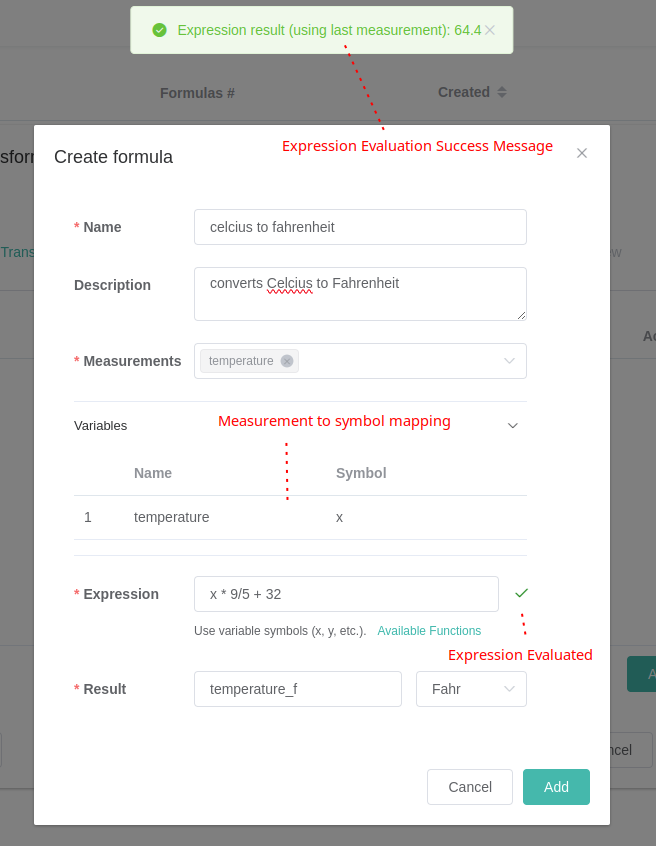 Expression result (using last measurement): 64.4
Formulas #
Created
Expression Evaluation Success Message
sforr
Create formula
* Name
celcius to fahrenheit
Trans
w
Description
converts Celcius to Fahrenheit
Ac
* Measurements
temperature
Variables
Measurement to symbol mapping
Name
Symbol
1
temperature
x
* Expression
x * 9/5 + 32
Use variable symbols (x, y, etc.).
Available Functions
Expression Evaluated
A
* Result
temperature_f
Fahr
ncel
Cancel
Add